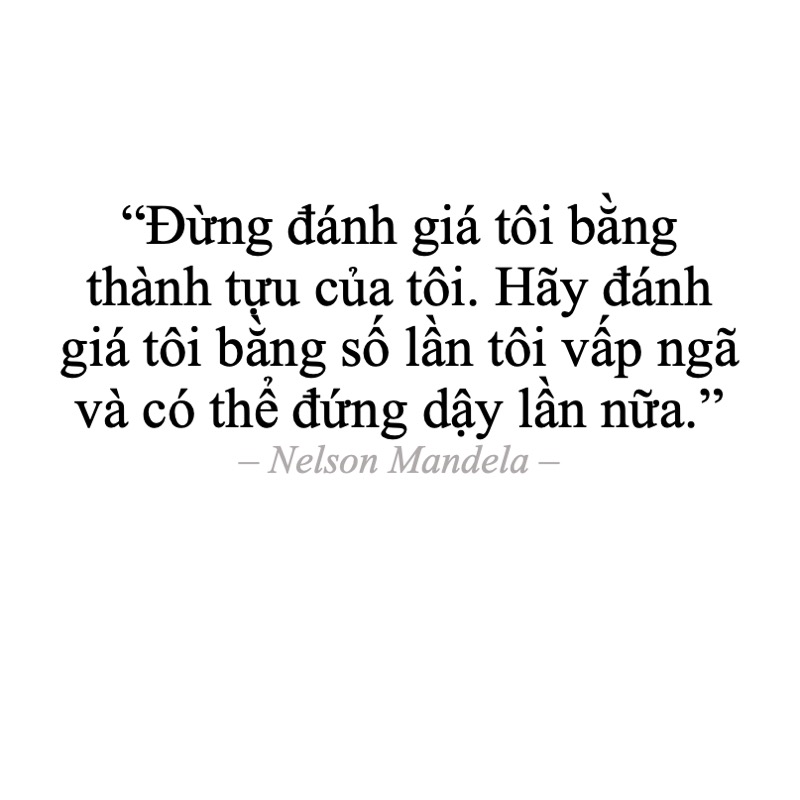 “Đừng đánh giá tôi bằng
thành tựu của tôi. Hãy đánh
giá tôi bằng số lần tôi vấp ngã
và có thể đứng dậy lần nữa.”
– Nelson Mandela –